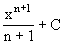 x^{n+1}
n + 1
+ C